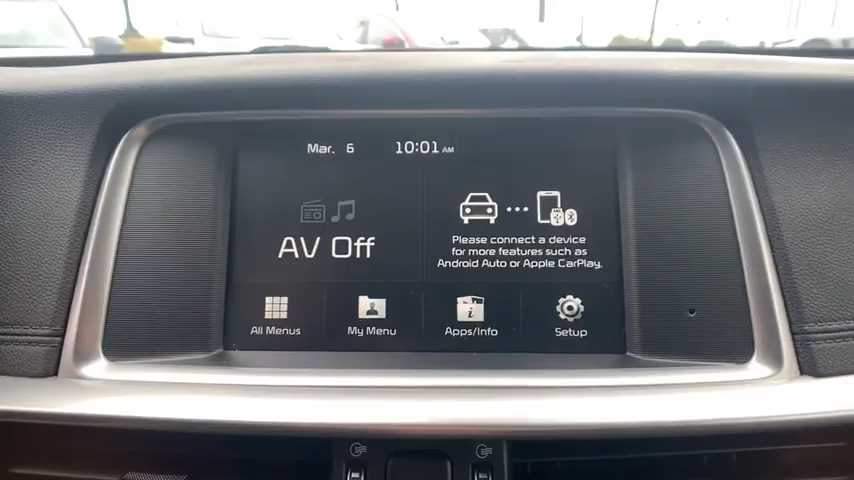 Mar. 6 10:01 AM
AV Off
Please connect a device
for more features such as
Android Auto or Apple CarPlay.
All Menus
My Menu
Apps/Info
Setup